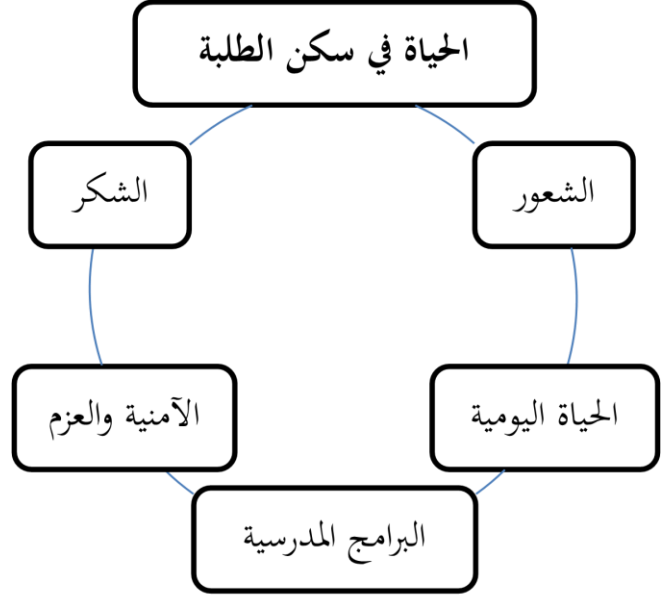 الحياة في سكن الطلبة
الشعور
الشكر
الحياة اليومية
الآمنية والعزم
البرامج المدرسية